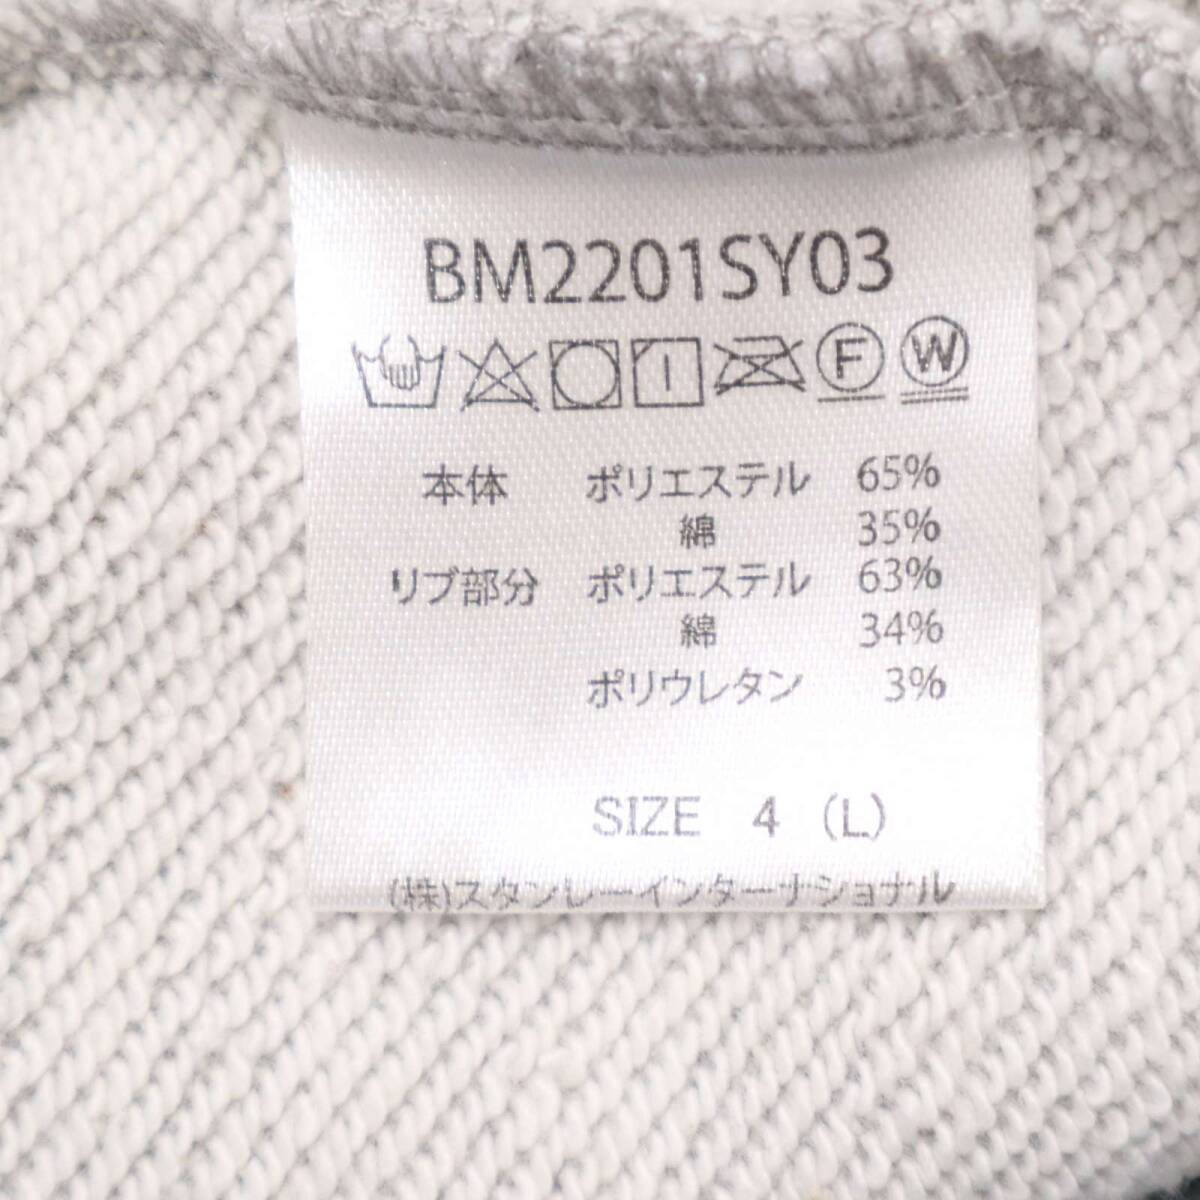 BM2201SY03
F W
本体 ポリエステル 65%
綿 35%
リブ部分 ポリエステル 63%
綿 34%
ポリウレタン 3%
SIZE 4 (L)
(株)スタンレーインターナショナル